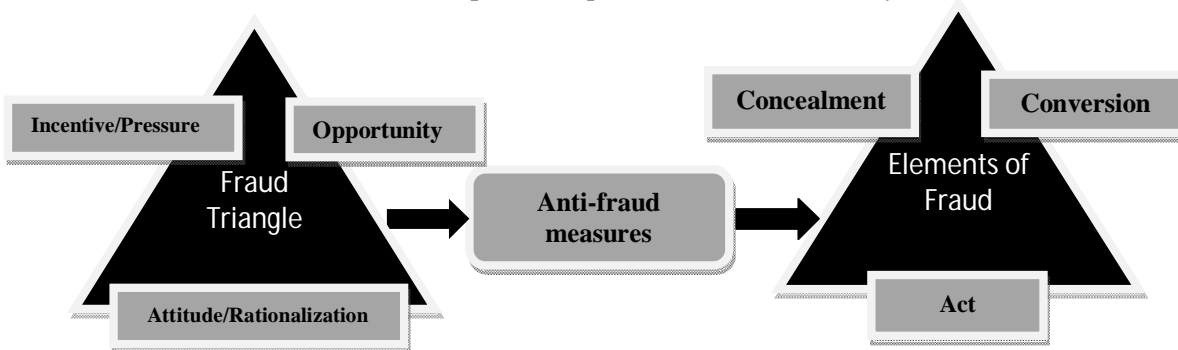 Incentive/Pressure
Opportunity
Fraud
Triangle
Attitude/Rationalization
Anti-fraud
measures
Concealment
Conversion
Elements of
Fraud
Act